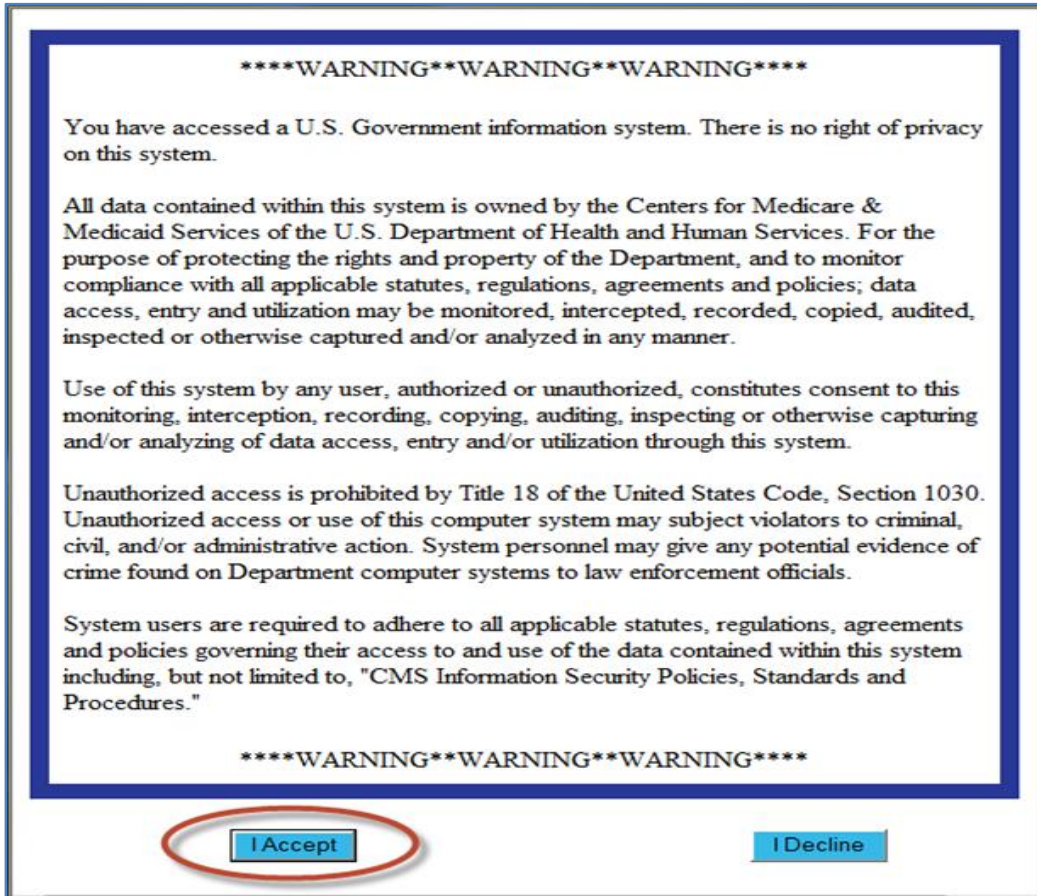 ****WARNING**WARNING**WARNING****
You have accessed a U.S. Government information system. There is no right of privacy
on this system.
All data contained within this system is owned by the Centers for Medicare &
Medicaid Services of the U.S. Department of Health and Human Services. For the
purpose of protecting the rights and property of the Department, and to monitor
compliance with all applicable statutes, regulations, agreements and policies; data
access, entry and utilization may be monitored, intercepted, recorded, copied, audited,
inspected or otherwise captured and/or analyzed in any manner.
Use of this system by any user, authorized or unauthorized, constitutes consent to this
monitoring, interception, recording, copying, auditing, inspecting or otherwise capturing
and/or analyzing of data access, entry and/or utilization through this system.
Unauthorized access is prohibited by Title 18 of the United States Code, Section 1030.
Unauthorized access or use of this computer system may subject violators to criminal,
civil, and/or administrative action. System personnel may give any potential evidence of
crime found on Department computer systems to law enforcement officials.
System users are required to adhere to all applicable statutes, regulations, agreements
and policies governing their access to and use of the data contained within this system
including, but not limited to, "CMS Information Security Policies, Standards and
Procedures."
****WARNING**WARNING**WARNING****
I Accept
I Decline